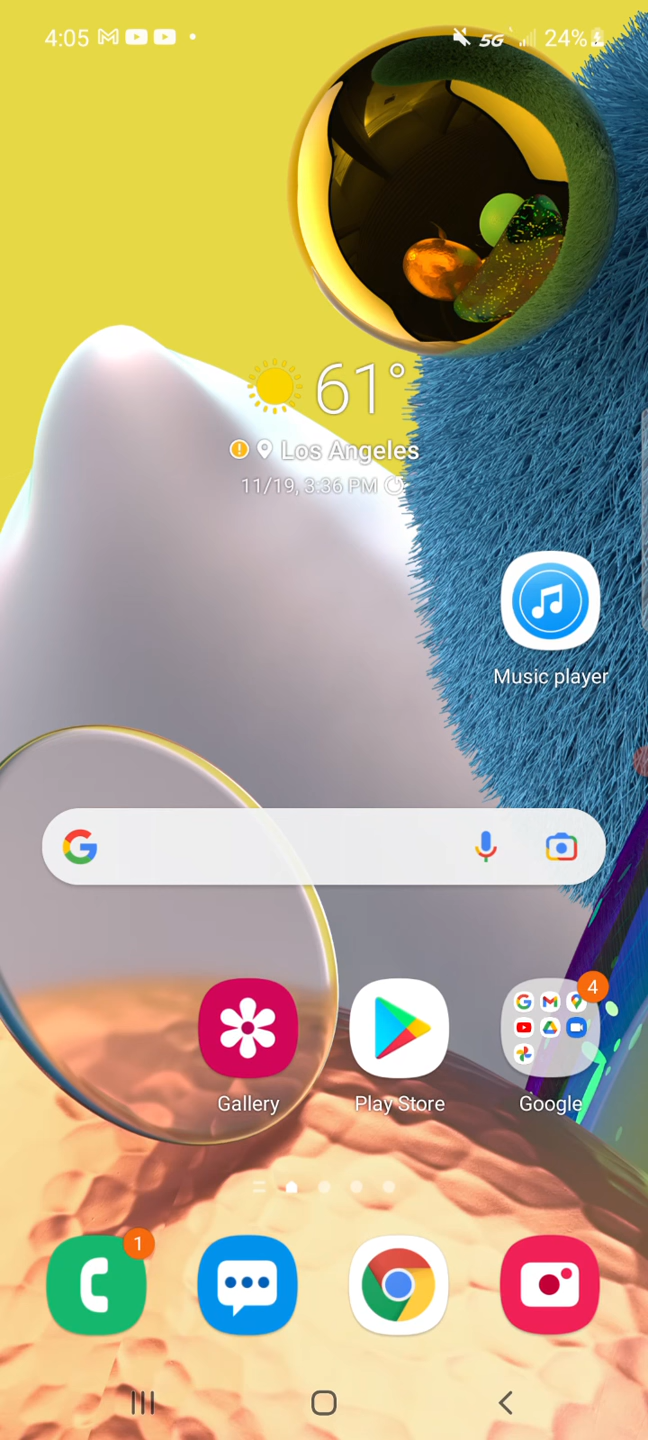 4:05
5G 24%
61°
Los Angeles
11/19, 3:36 PM
Music player
4
Gallery
Play Store
Google
1